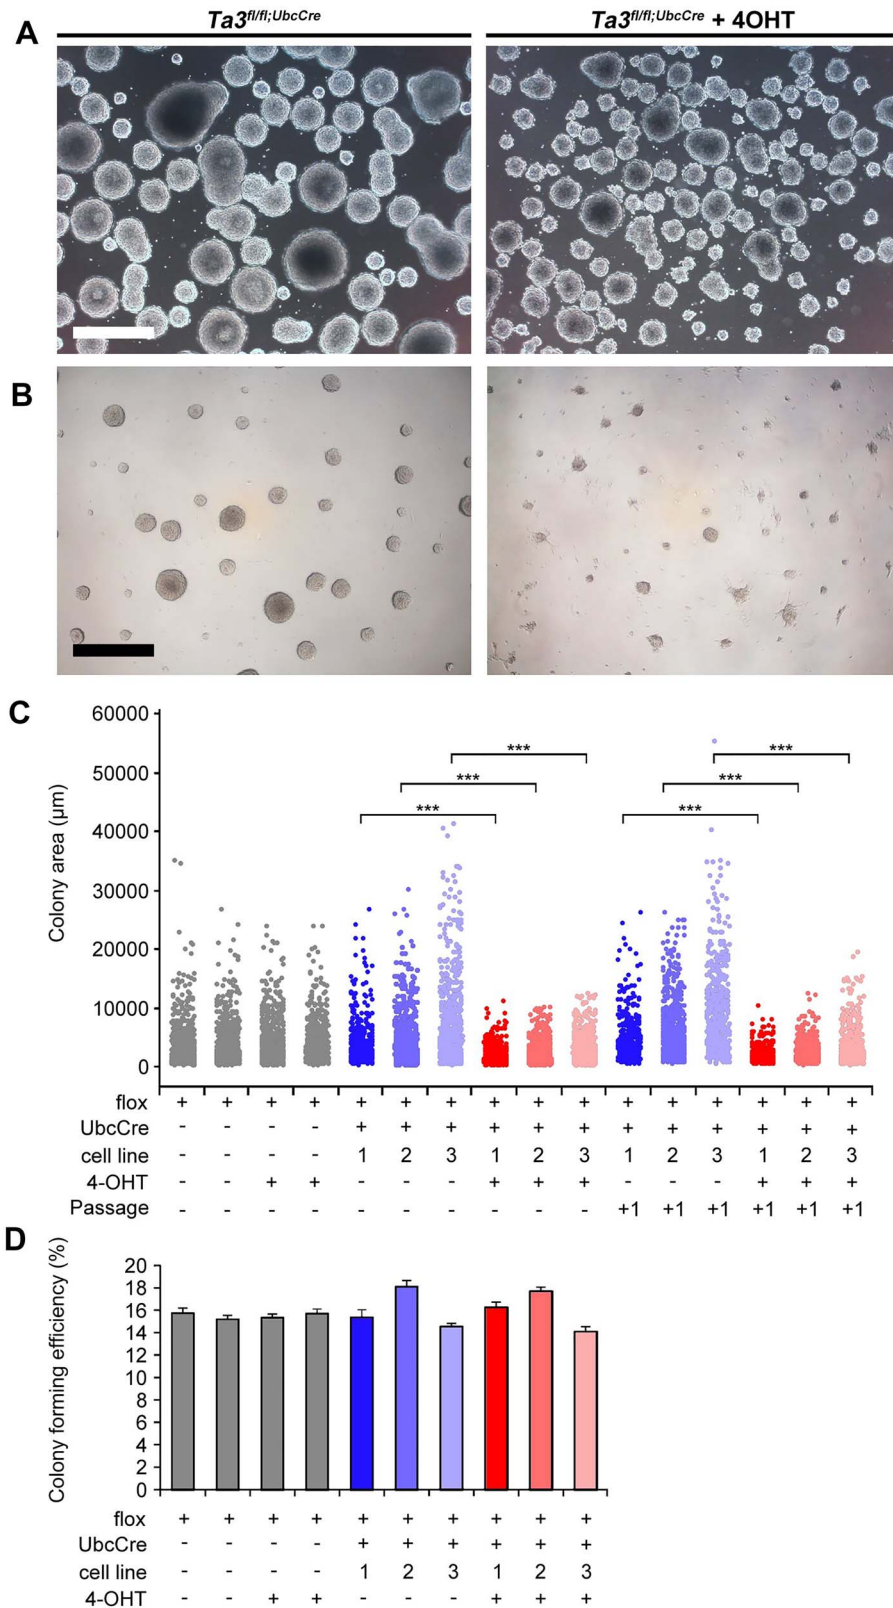 A Ta3fl/fl;UbcCre Ta3fl/fl;UbcCre + 4OHT
B
C
Colony area (μm)
60000
50000
40000
30000
20000
10000
0
*** ***
*** ***
*** ***
flox + + + + + + + + + + + + + + + +
UbcCre - - - - + + + + + + + + + + + +
cell line - - - - 1 2 3 1 2 3 1 2 3 1 2 3
4-OHT - - + + - - - + + + - - - + + +
Passage - - - - - - - - - - +1 +1 +1 +1 +1 +1
D
Colony forming efficiency (%)
20
18
16
14
12
10
8
6
4
2
0
flox + + + + + + + + + +
UbcCre - - - - + + + + + +
cell line - - - - 1 2 3 1 2 3
4-OHT - - + + - - - + + +